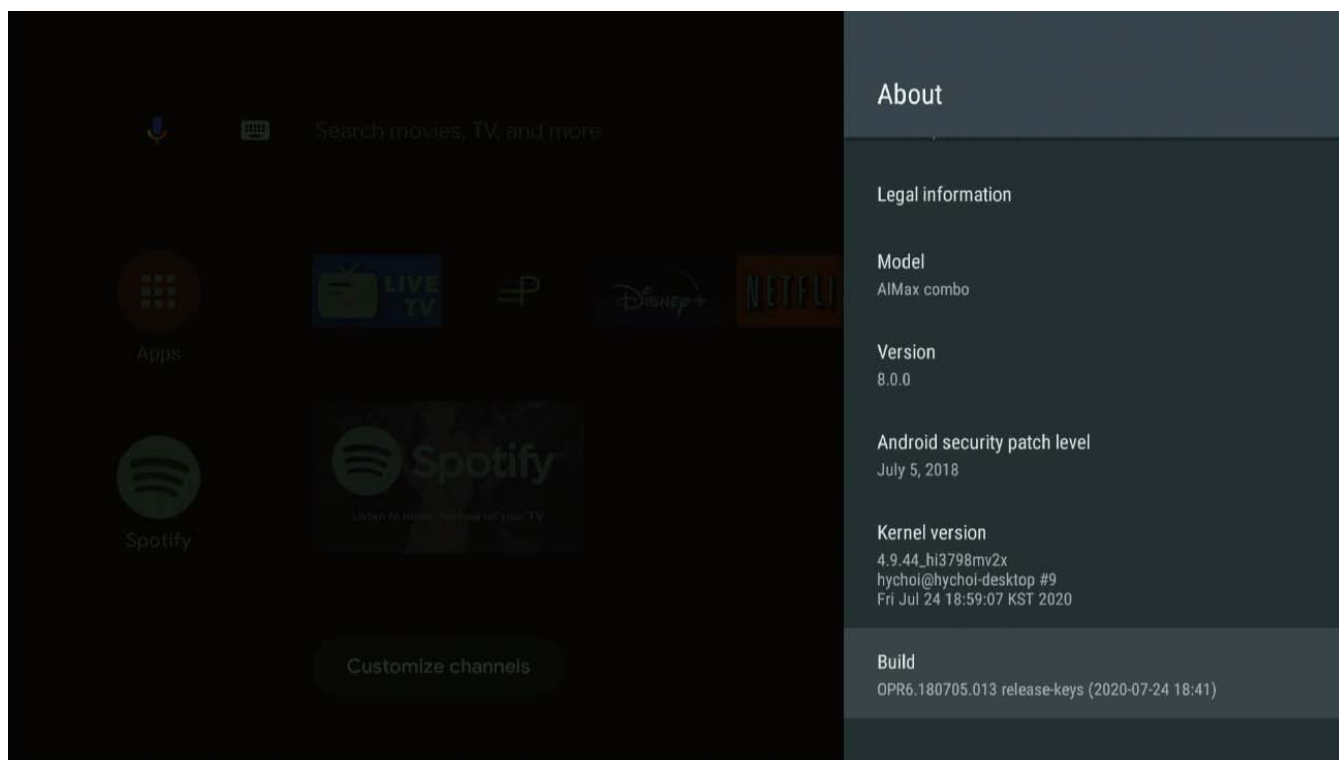 Search movies, TV, and more
LIVE
TV
Disney+
NETFLI
Apps
Spotify
Spotify
Customize channels
About
Legal information
Model
AIMax combo
Version
8.0.0
Android security patch level
July 5, 2018
Kernel version
4.9.44_hi3798mv2x
hychoi@hychoi-desktop #9
Fri Jul 24 18:59:07 KST 2020
Build
OPR6.180705.013 release-keys (2020-07-24 18:41)